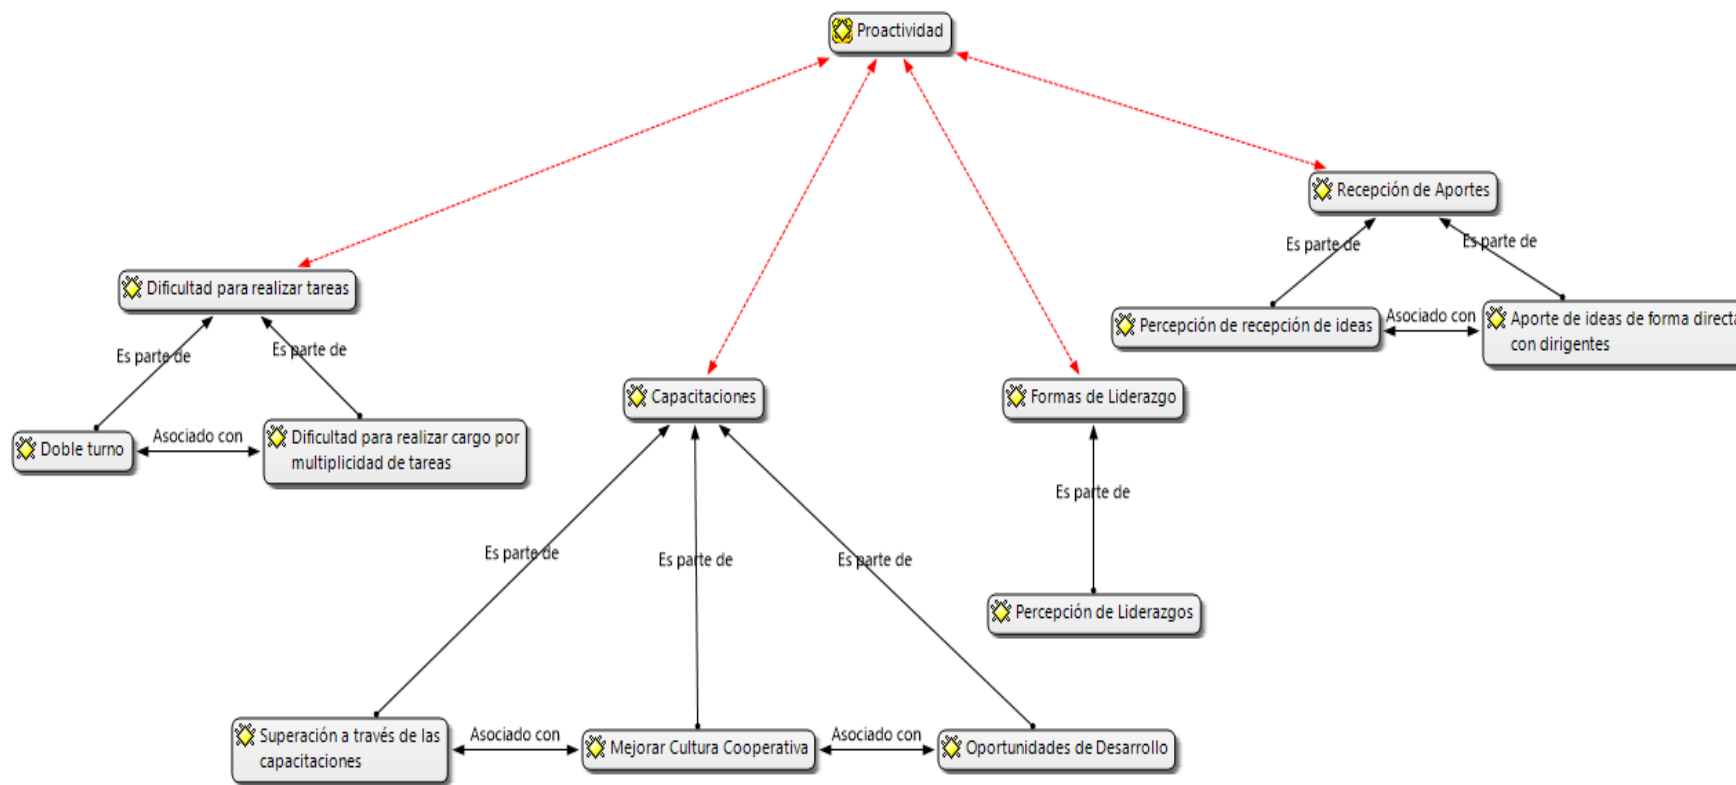 Proactividad
Recepción de Aportes
Es parte de
Es parte de
Dificultad para realizar tareas
Percepción de recepción de ideas
Asociado con
Aporte de ideas de forma directa
con dirigentes
Es parte de
Es parte de
Capacitaciones
Formas de Liderazgo
Doble turno
Asociado con
Dificultad para realizar cargo por
multiplicidad de tareas
Es parte de
Es parte de
Es parte de
Es parte de
Percepción de Liderazgos
Superación a través de las
capacitaciones
Asociado con
Mejorar Cultura Cooperativa
Asociado con
Oportunidades de Desarrollo